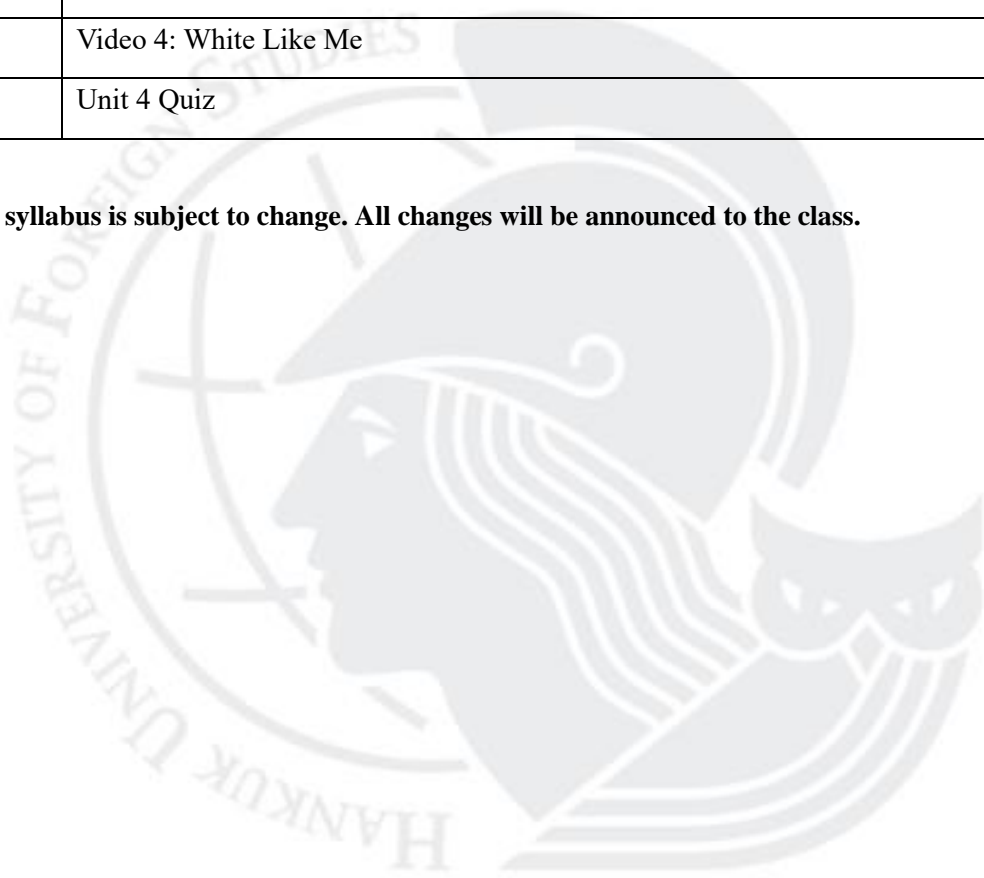 Video 4: White Like Me
Unit 4 Quiz
syllabus is subject to change. All changes will be announced to the class.
HANKUK UNIVERSITY OF FOREIGN STUDIES